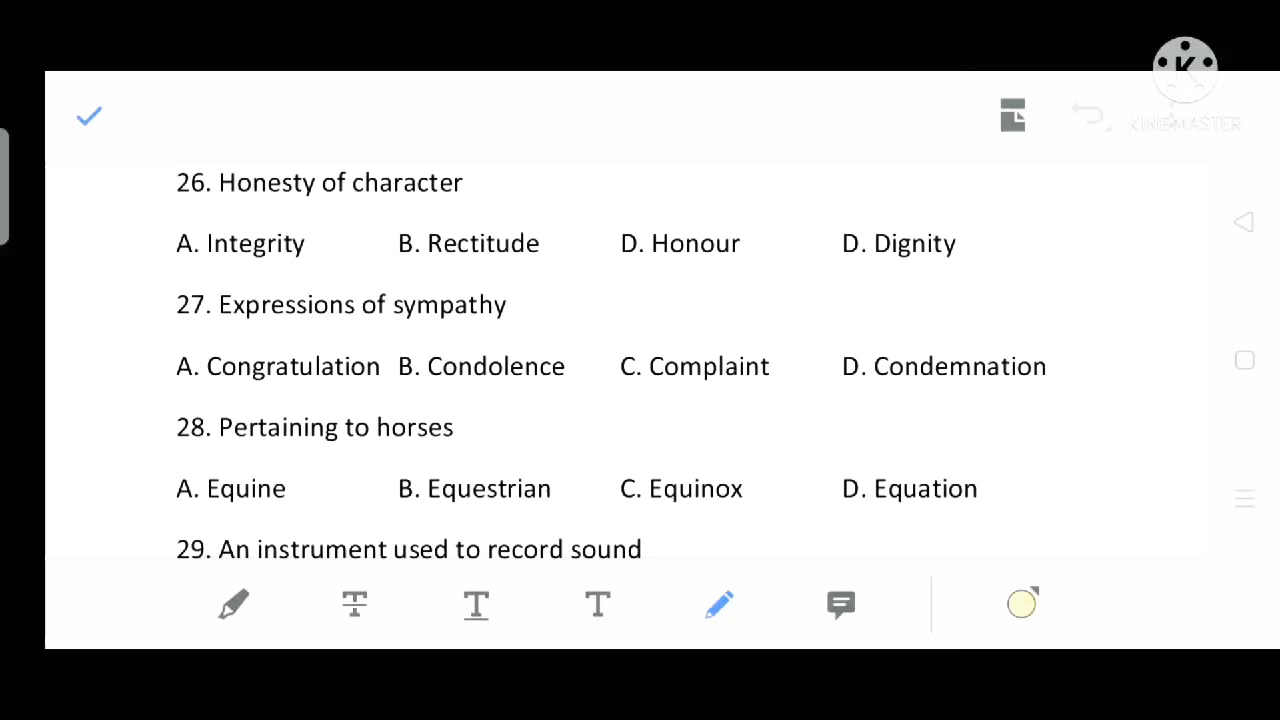 KINEMASTER
26. Honesty of character
A. Integrity B. Rectitude D. Honour D. Dignity
27. Expressions of sympathy
A. Congratulation B. Condolence C. Complaint D. Condemnation
28. Pertaining to horses
A. Equine B. Equestrian C. Equinox D. Equation
29. An instrument used to record sound